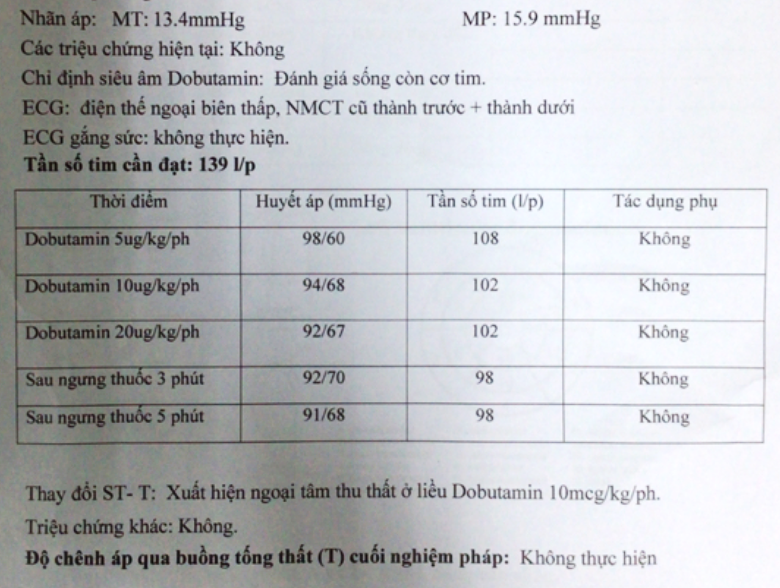 Nhãn áp: MT: 13.4mmHg MP: 15.9 mmHg
Các triệu chứng hiện tại: Không
Chỉ định siêu âm Dobutamin: Đánh giá sống còn cơ tim.
ECG: điện thế ngoại biên thấp, NMCT cũ thành trước + thành dưới
ECG gắng sức: không thực hiện.
Tần số tim cần đạt: 139 l/p
Thời điểm Huyết áp (mmHg) Tần số tim (l/p) Tác dụng phụ
Dobutamin 5ug/kg/ph 98/60 108 Không
Dobutamin 10ug/kg/ph 94/68 102 Không
Dobutamin 20ug/kg/ph 92/67 102 Không
Sau ngưng thuốc 3 phút 92/70 98 Không
Sau ngưng thuốc 5 phút 91/68 98 Không
Thay đổi ST- T: Xuất hiện ngoại tâm thu thất ở liều Dobutamin 10mcg/kg/ph.
Triệu chứng khác: Không.
Độ chênh áp qua buồng tống thất (T) cuối nghiệm pháp: Không thực hiện